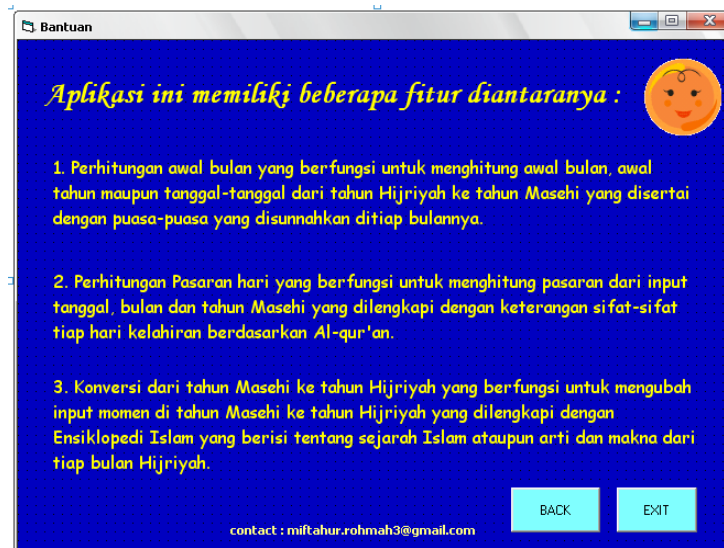 Bantuan
Aplikasi ini memiliki beberapa fitur diantaranya :
1. Perhitungan awal bulan yang berfungsi untuk menghitung awal bulan, awal
tahun maupun tanggal-tanggal dari tahun Hijriyah ke tahun Masehi yang disertai
dengan puasa-puasa yang disunnahkan ditiap bulannya.
2. Perhitungan Pasaran hari yang berfungsi untuk menghitung pasaran dari input
tanggal, bulan dan tahun Masehi yang dilengkapi dengan keterangan sifat-sifat
tiap hari kelahiran berdasarkan Al-qur'an.
3. Konversi dari tahun Masehi ke tahun Hijriyah yang berfungsi untuk mengubah
input momen di tahun Masehi ke tahun Hijriyah yang dilengkapi dengan
Ensiklopedi Islam yang berisi tentang sejarah Islam ataupun arti dan makna dari
tiap bulan Hijriyah.
BACK
EXIT
contact : miftahur.rohmah3@gmail.com